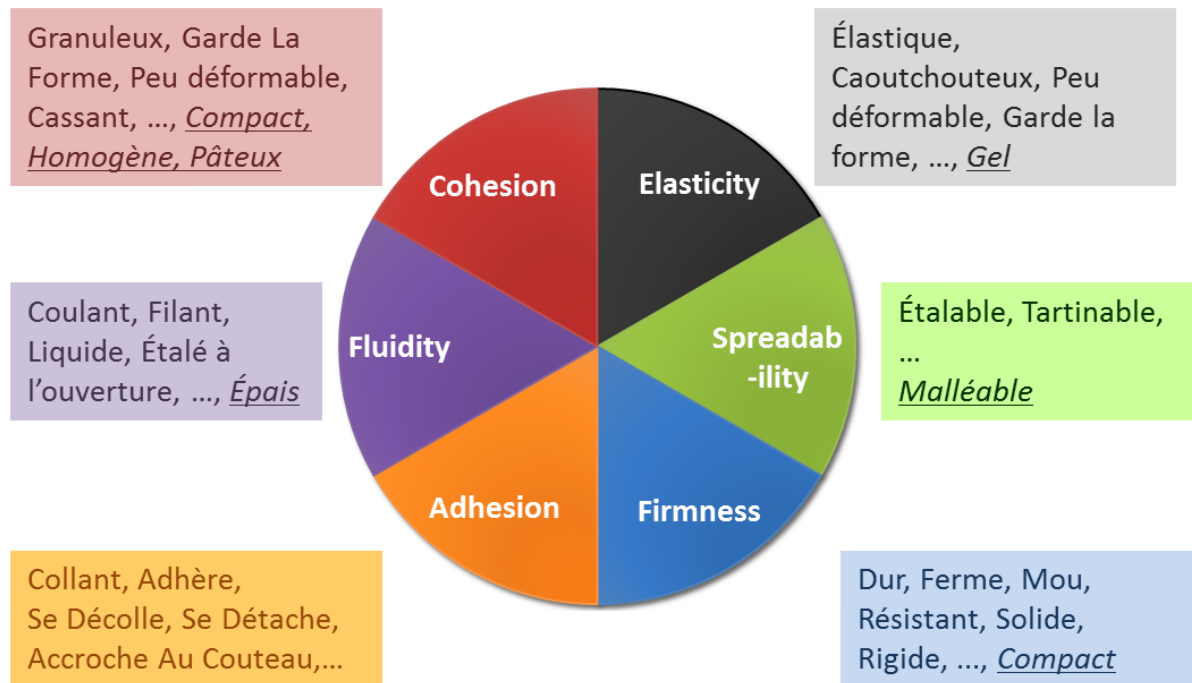 Granuleux, Garde La
Forme, Peu déformable,
Cassant, …, Compact,
Homogène, Pâteux
Élastique,
Caoutchouteux, Peu
déformable, Garde la
forme, …, Gel
Cohesion
Elasticity
Coulant, Filant,
Liquide, Étalé à
l’ouverture, …, Épais
Fluidity
Spreadab
-ility
Étalable, Tartinable,
…
Malléable
Adhesion
Firmness
Collant, Adhère,
Se Décolle, Se Détache,
Accroche Au Couteau,…
Dur, Ferme, Mou,
Résistant, Solide,
Rigide, ..., Compact